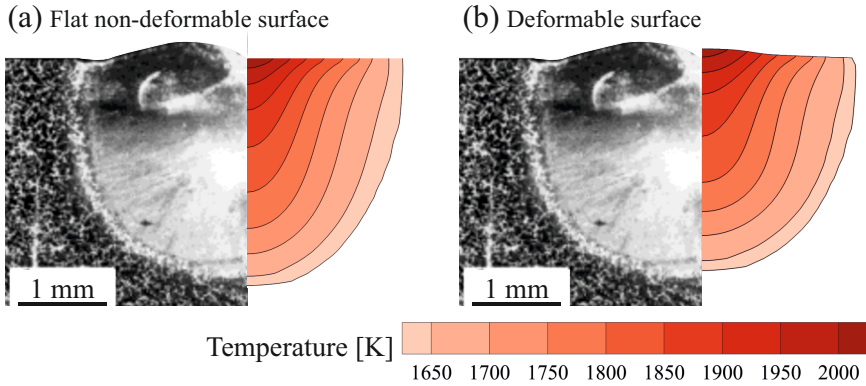 (a) Flat non-deformable surface
(b) Deformable surface
1 mm
1 mm
Temperature [K]
1650 1700 1750 1800 1850 1900 1950 2000